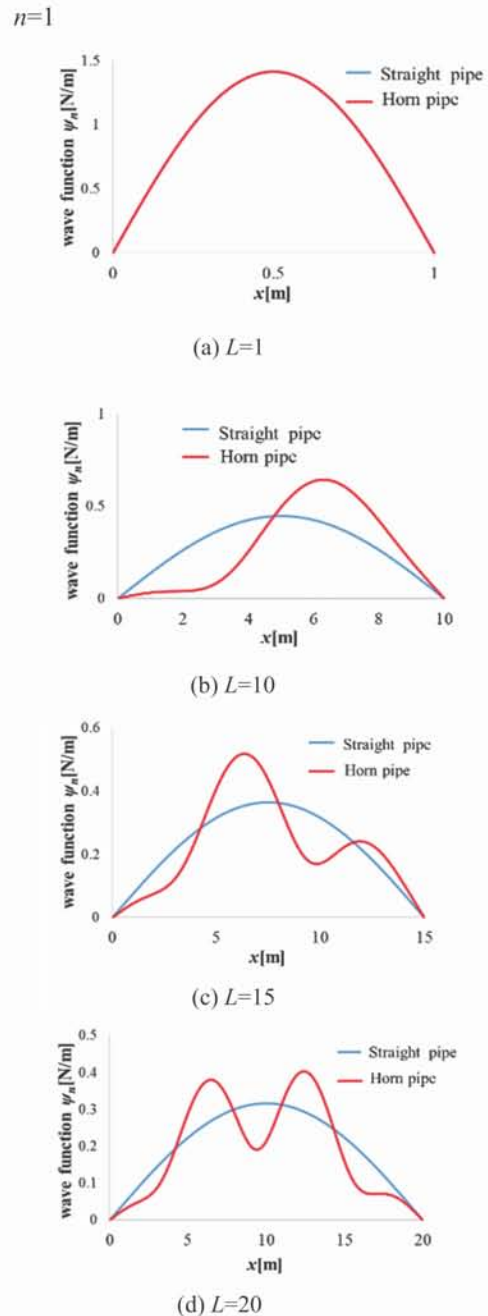 n=1
1.5
1
0.5
0
wave function ψn[N/m]
Straight pipe
Horn pipe
0
0.5
1
x[m]
(a) L=1
1
0.5
0
wave function ψn[N/m]
Straight pipe
Horn pipe
0
2
4
6
8
10
x[m]
(b) L=10
0.6
0.4
0.2
0
wave function ψn[N/m]
Straight pipe
Horn pipe
0
5
10
15
x[m]
(c) L=15
0.5
0.4
0.3
0.2
0.1
0
wave function ψn[N/m]
Straight pipe
Horn pipe
0
5
10
15
20
x[m]
(d) L=20